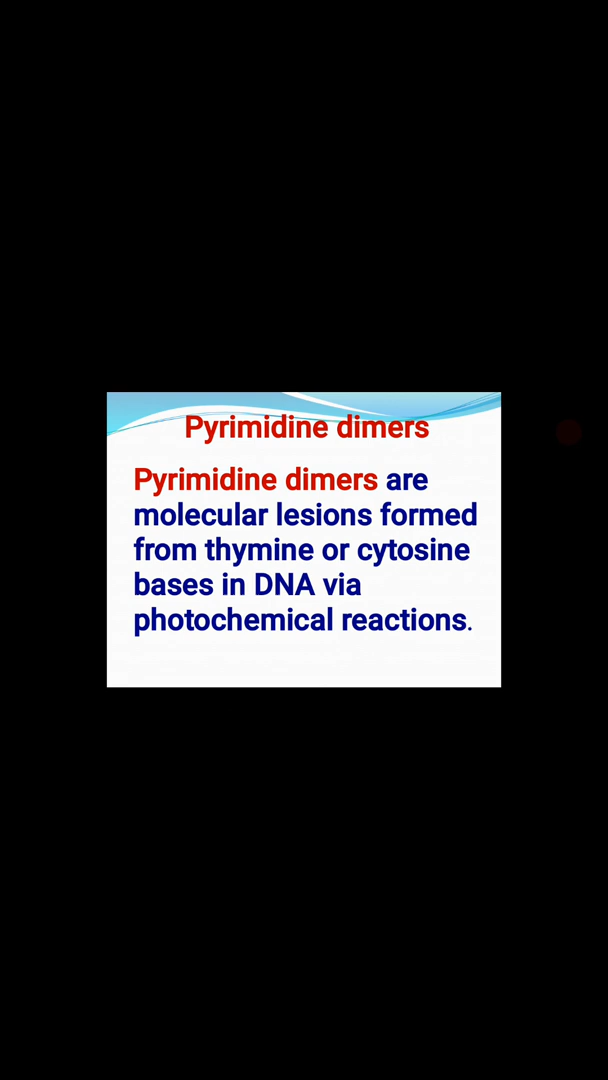 Pyrimidine dimers
Pyrimidine dimers are
molecular lesions formed
from thymine or cytosine
bases in DNA via
photochemical reactions.